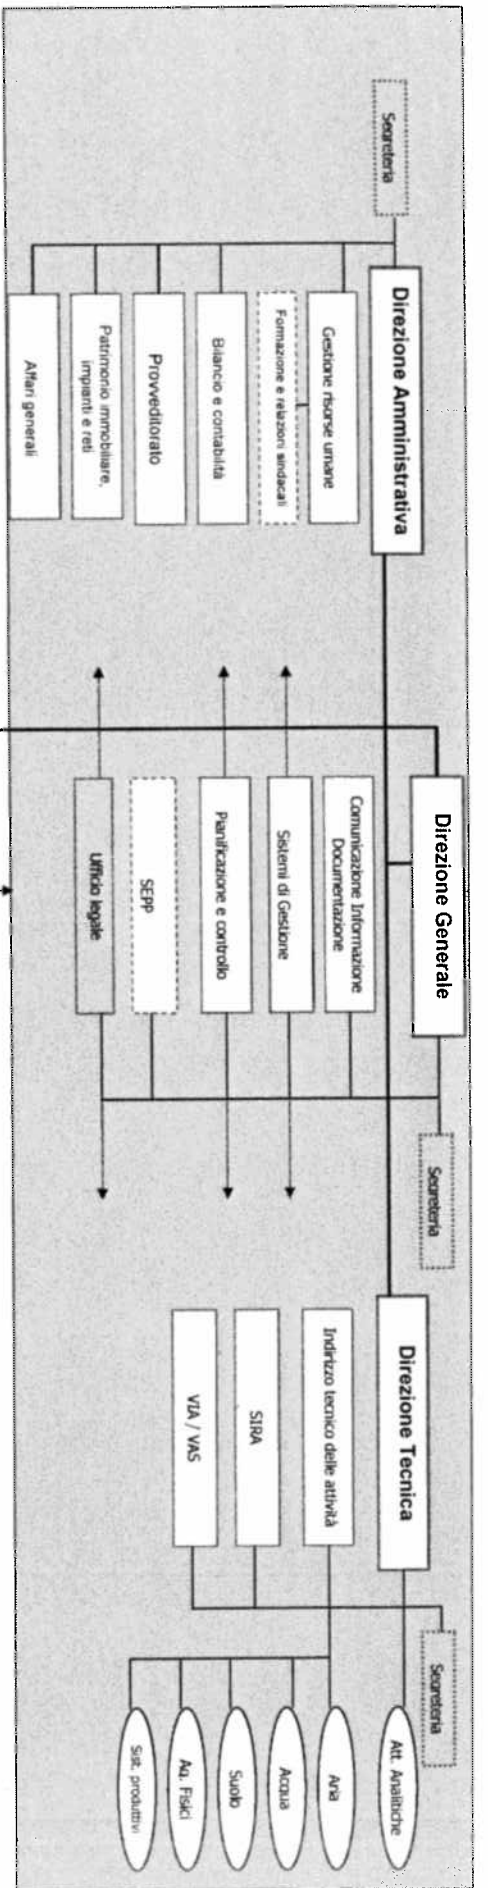 Segreteria
Direzione Amministrativa
Gestione risorse umane
Formazione e relazioni sindacali
Bilancio e contabilità
Provveditorato
Patrimonio immobiliare,
impianti e reti
Affari generali
Direzione Generale
Segreteria
Comunicazione Informazione
Documentazione
Sistemi di Gestione
Pianificazione e controllo
SEPP
Ufficio legale
Direzione Tecnica
Segreteria
Indirizzo tecnico delle attività
SIRA
VIA / VAS
Att. Analitiche
Aria
Acqua
Suolo
Ag. Fisici
Sist. produttivi